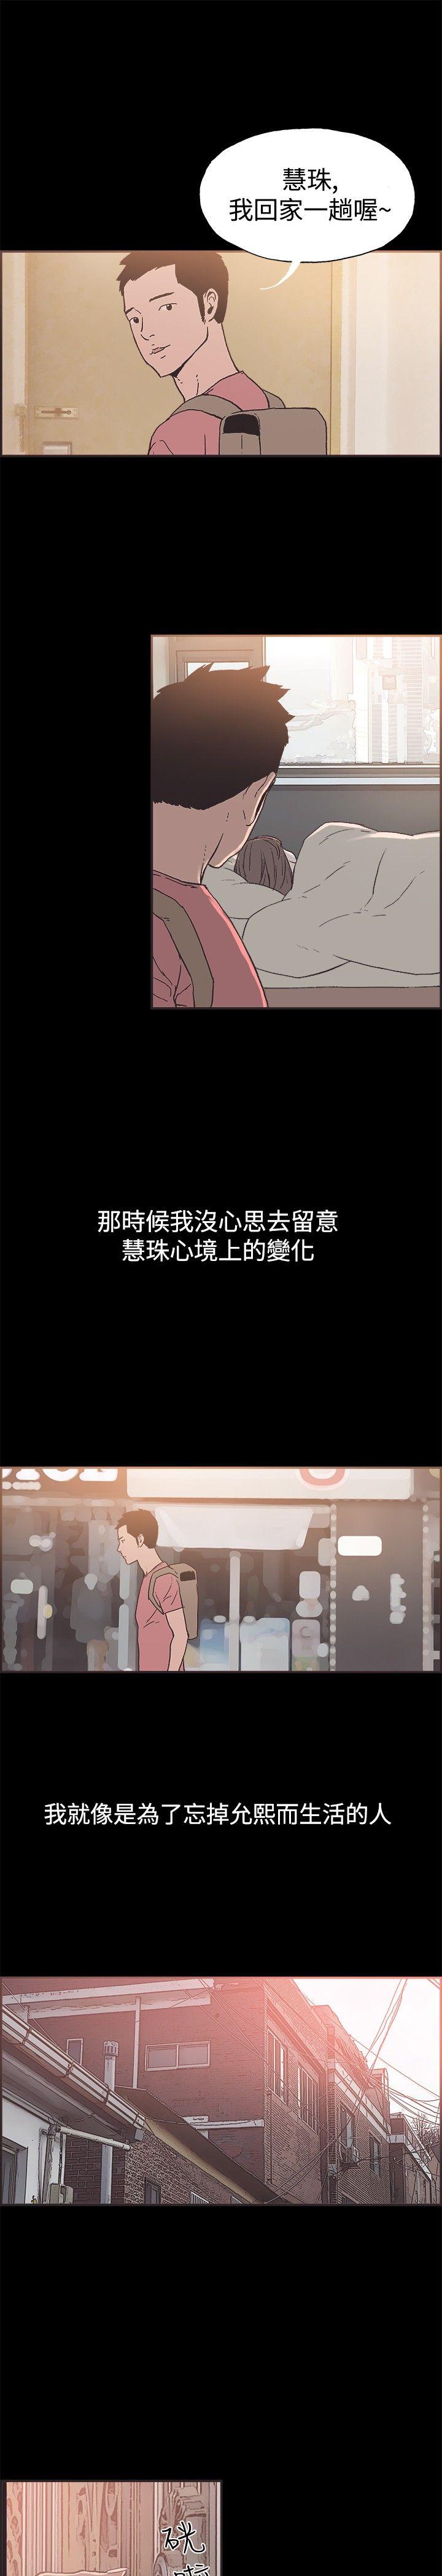 慧珠,
我回家一趟喔~
那時候我沒心思去留意
慧珠心境上的變化
我就像是為了忘掉允熙而生活的人
硄